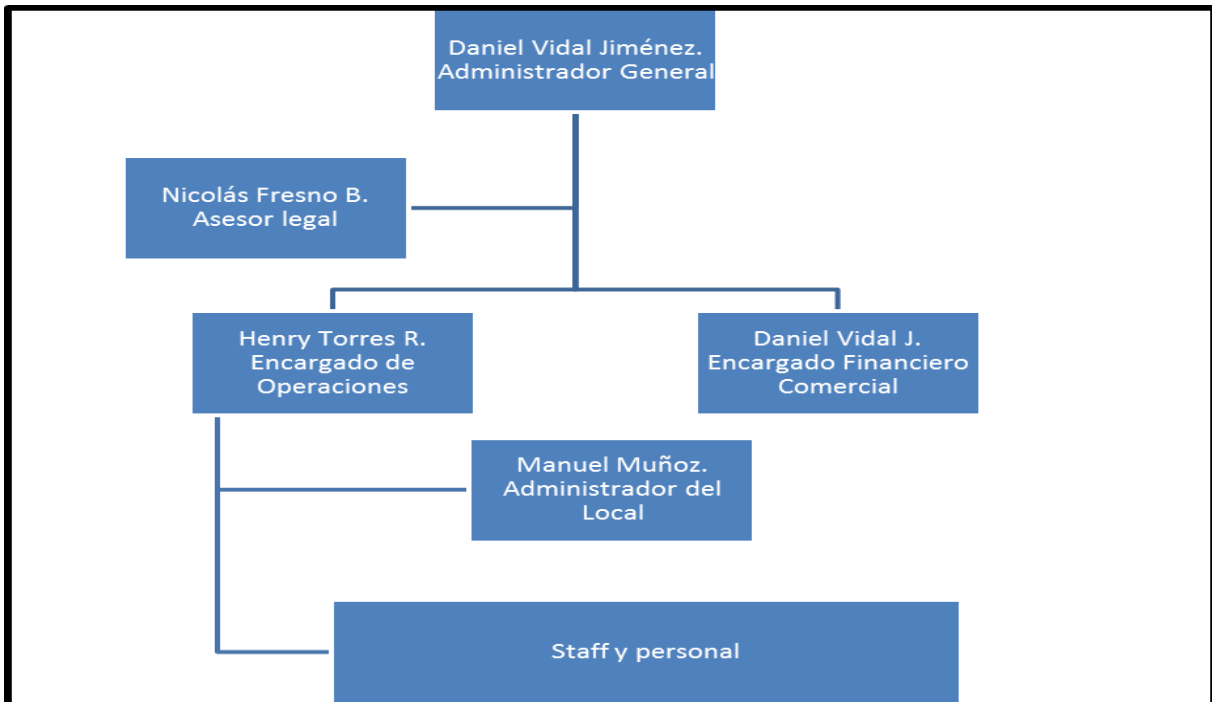 Daniel Vidal Jiménez.
Administrador General
Nicolás Fresno B.
Asesor legal
Henry Torres R.
Encargado de
Operaciones
Daniel Vidal J.
Encargado Financiero
Comercial
Manuel Muñoz.
Administrador del
Local
Staff y personal